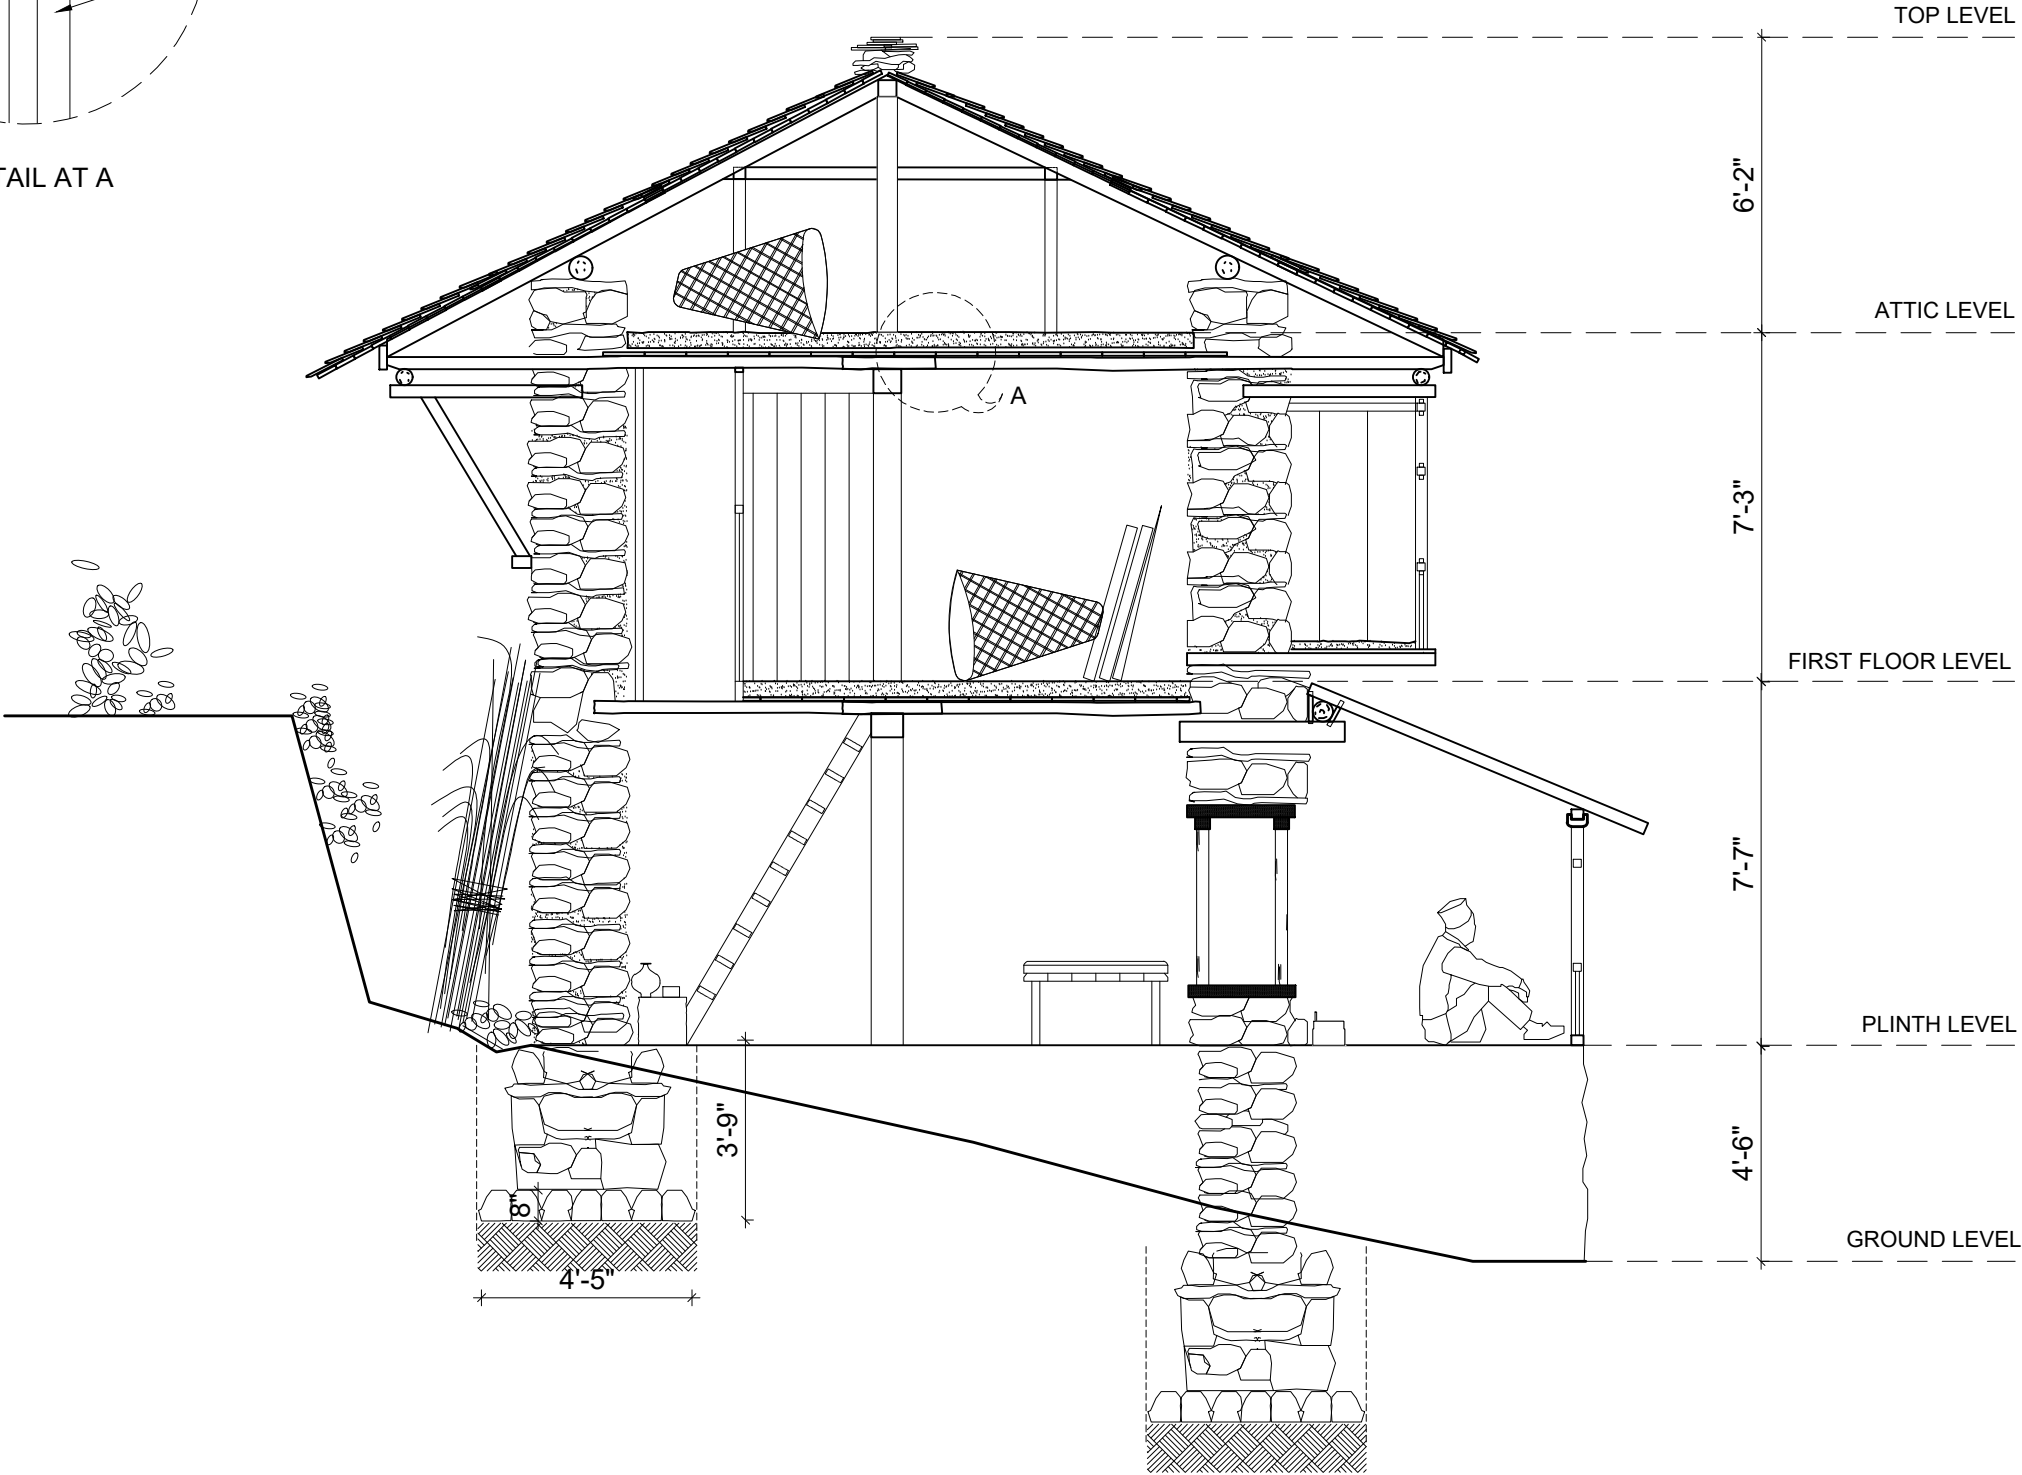 TOP LEVEL
TAIL AT A
6'-2"
ATTIC LEVEL
A
7'-3"
FIRST FLOOR LEVEL
7'-7"
PLINTH LEVEL
3'-9"
4'-6"
8"
GROUND LEVEL
4'-5"